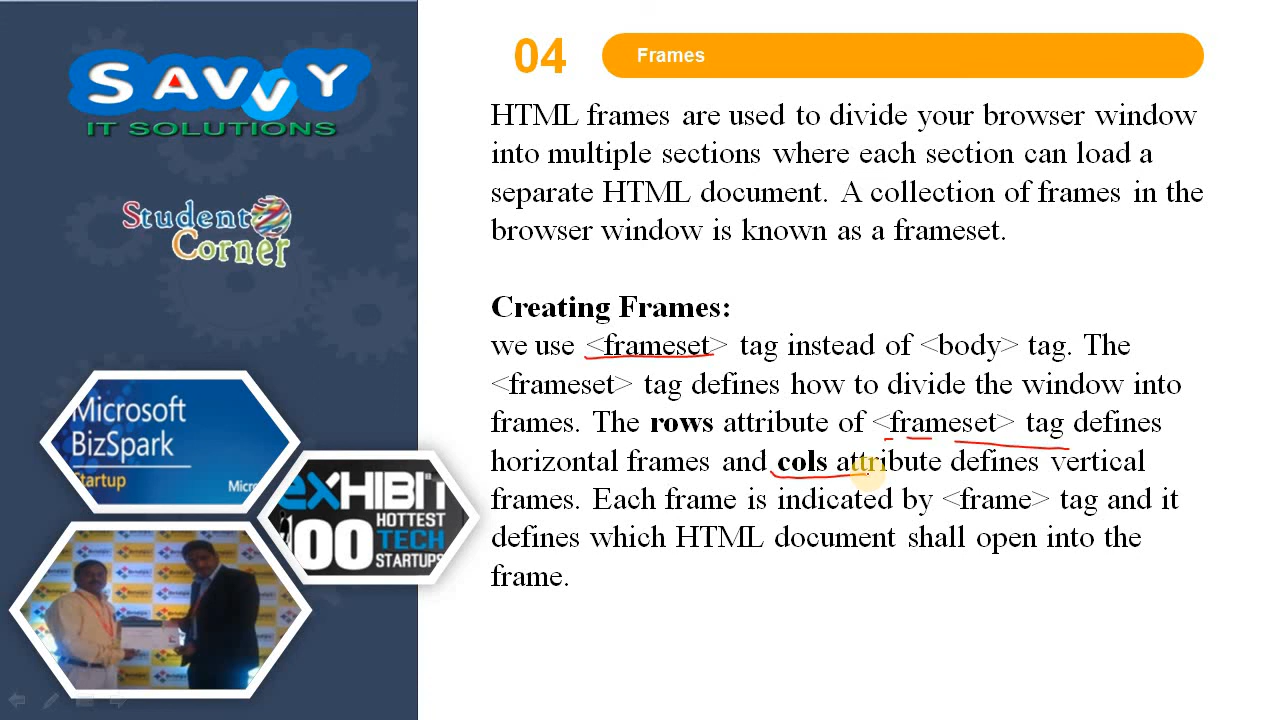 SAVVY
IT SOLUTIONS
Student
Corner
Microsoft
BizSpark
Startup
Micros
eXHIBIT
100
HOTTEST
TECH
STARTUPS
04
Frames
HTML frames are used to divide your browser window
into multiple sections where each section can load a
separate HTML document. A collection of frames in the
browser window is known as a frameset.
Creating Frames:
we use <frameset> tag instead of <body> tag. The
<frameset> tag defines how to divide the window into
frames. The rows attribute of <frameset> tag defines
horizontal frames and cols attribute defines vertical
frames. Each frame is indicated by <frame> tag and it
defines which HTML document shall open into the
frame.